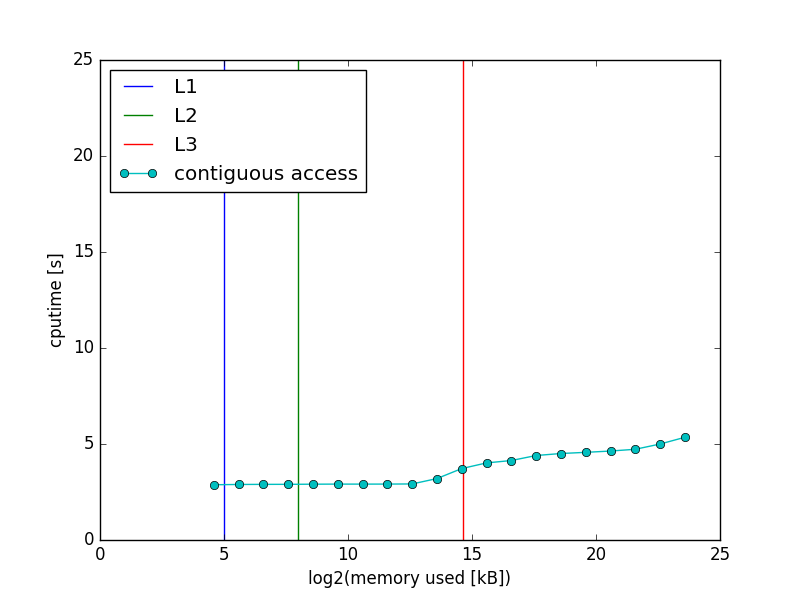 25
20
15
10
5
0
cputime [s]
L1
L2
L3
contiguous access
0 5 10 15 20 25
log2(memory used [kB])